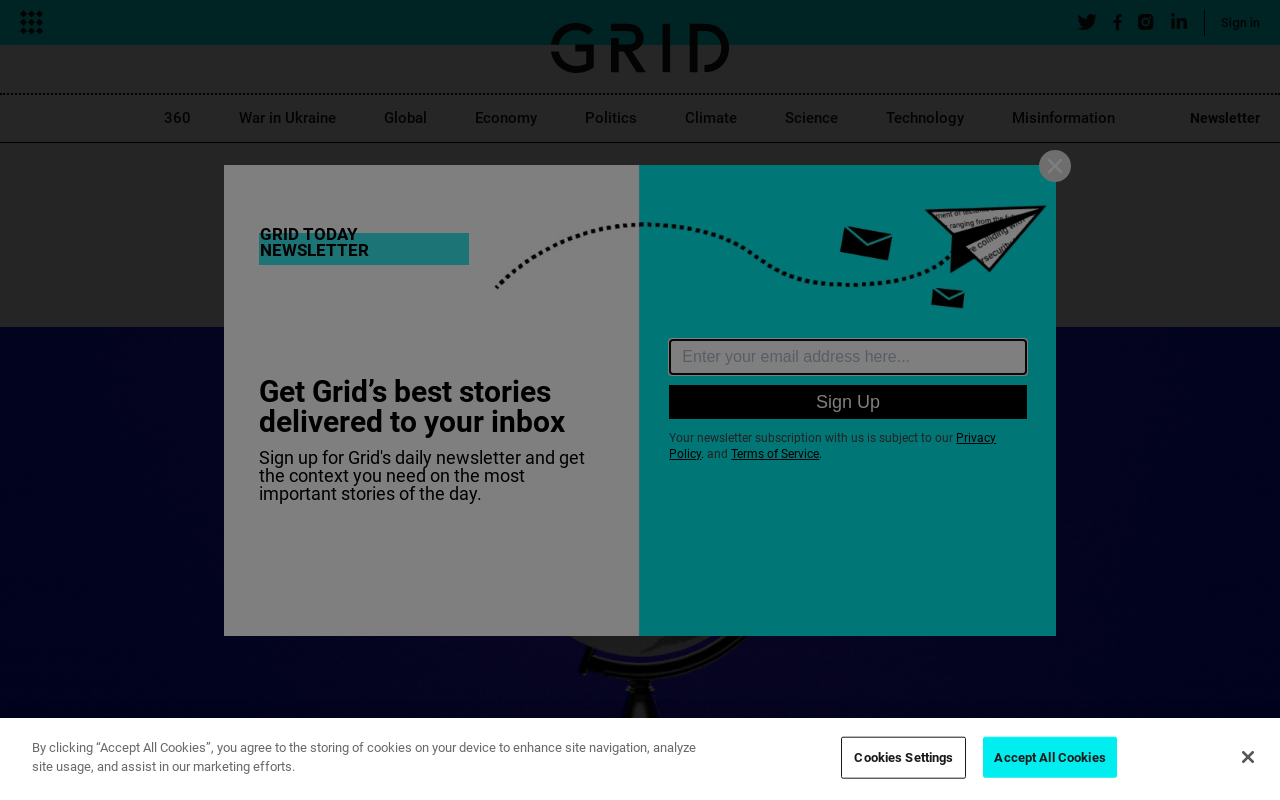 GRID
Sign in
360
War in Ukraine
Global
Economy
Politics
Climate
Science
Technology
Misinformation
Newsletter
GRID TODAY
NEWSLETTER
Get Grid’s best stories
delivered to your inbox
Sign up for Grid's daily newsletter and get
the context you need on the most
important stories of the day.
Enter your email address here...
Sign Up
Your newsletter subscription with us is subject to our Privacy
Policy. and Terms of Service.
By clicking “Accept All Cookies”, you agree to the storing of cookies on your device to enhance site navigation, analyze
site usage, and assist in our marketing efforts.
Cookies Settings
Accept All Cookies